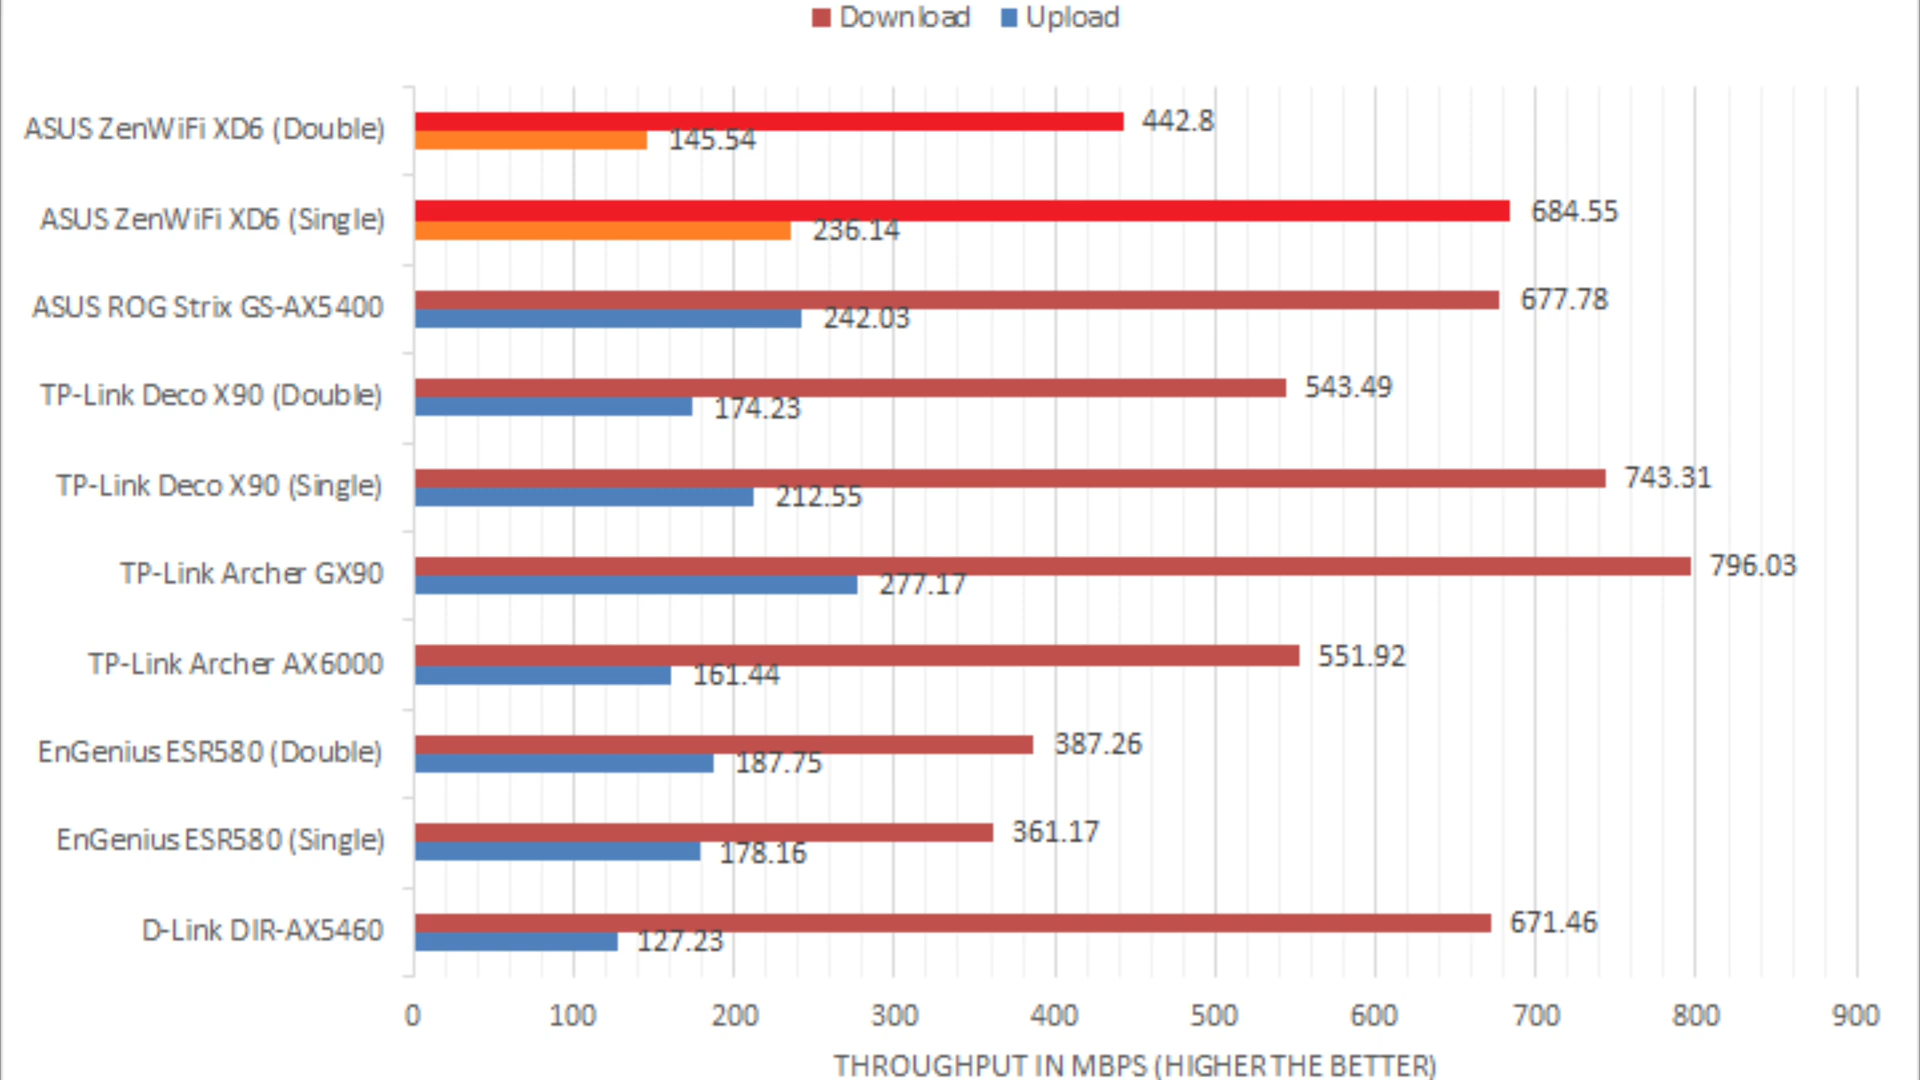 Download Upload
ASUS ZenWiFi XD6 (Double) 442.8
145.54
ASUS ZenWiFi XD6 (Single) 684.55
236.14
ASUS ROG Strix GS-AX5400 677.78
242.03
TP-Link Deco X90 (Double) 543.49
174.23
TP-Link Deco X90 (Single) 743.31
212.55
TP-Link Archer GX90 796.03
277.17
TP-Link Archer AX6000 551.92
161.44
EnGenius ESR580 (Double) 387.26
187.75
EnGenius ESR580 (Single) 361.17
178.16
D-Link DIR-AX5460 671.46
127.23
0 100 200 300 400 500 600 700 800 900
THROUGHPUT IN MBPS (HIGHER THE BETTER)